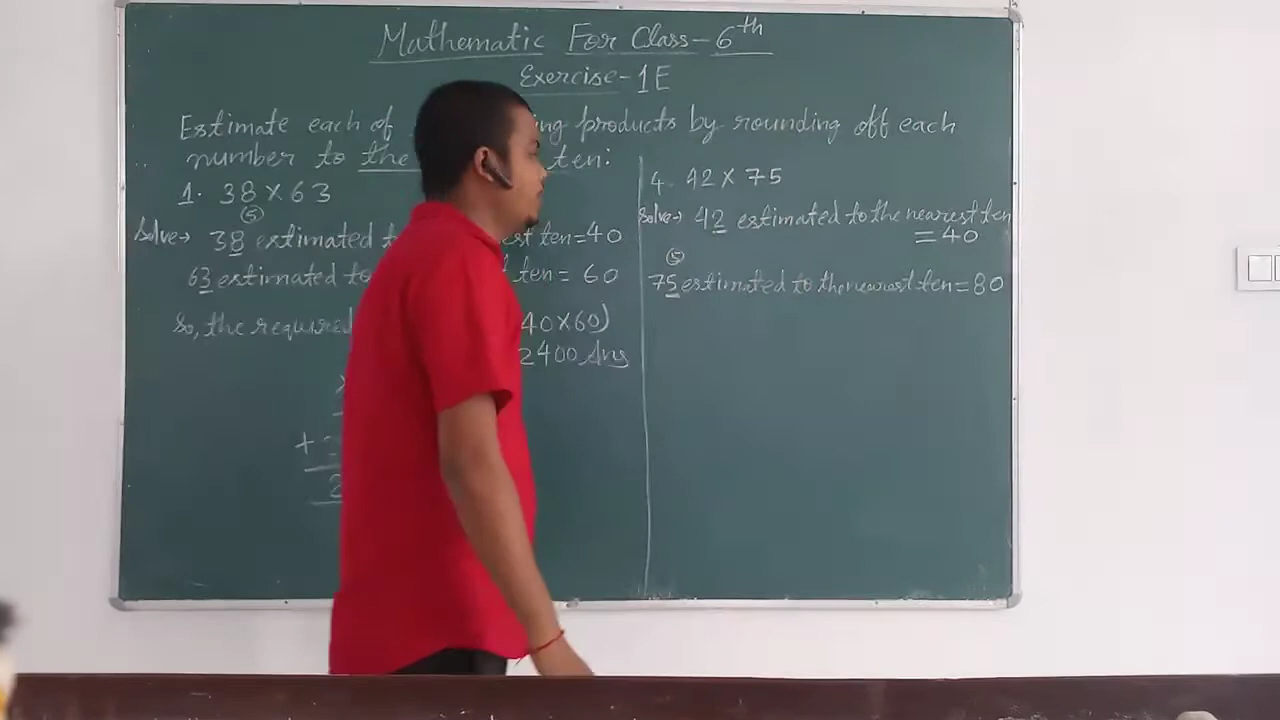 Mathematic For Class-6th
Exercise-1E
Estimate each of ing products by rounding off each
number to the ten:
1. 38 X 63
5
Solve→ 38 estimated t est ten=40
63 estimated to t ten = 60
So, the required 40X60)
2400 Ans
X
+
2
4. 42 X 75
Solve→ 42 estimated to the nearest ten
= 40
5
75 estimated to the nearest ten = 80